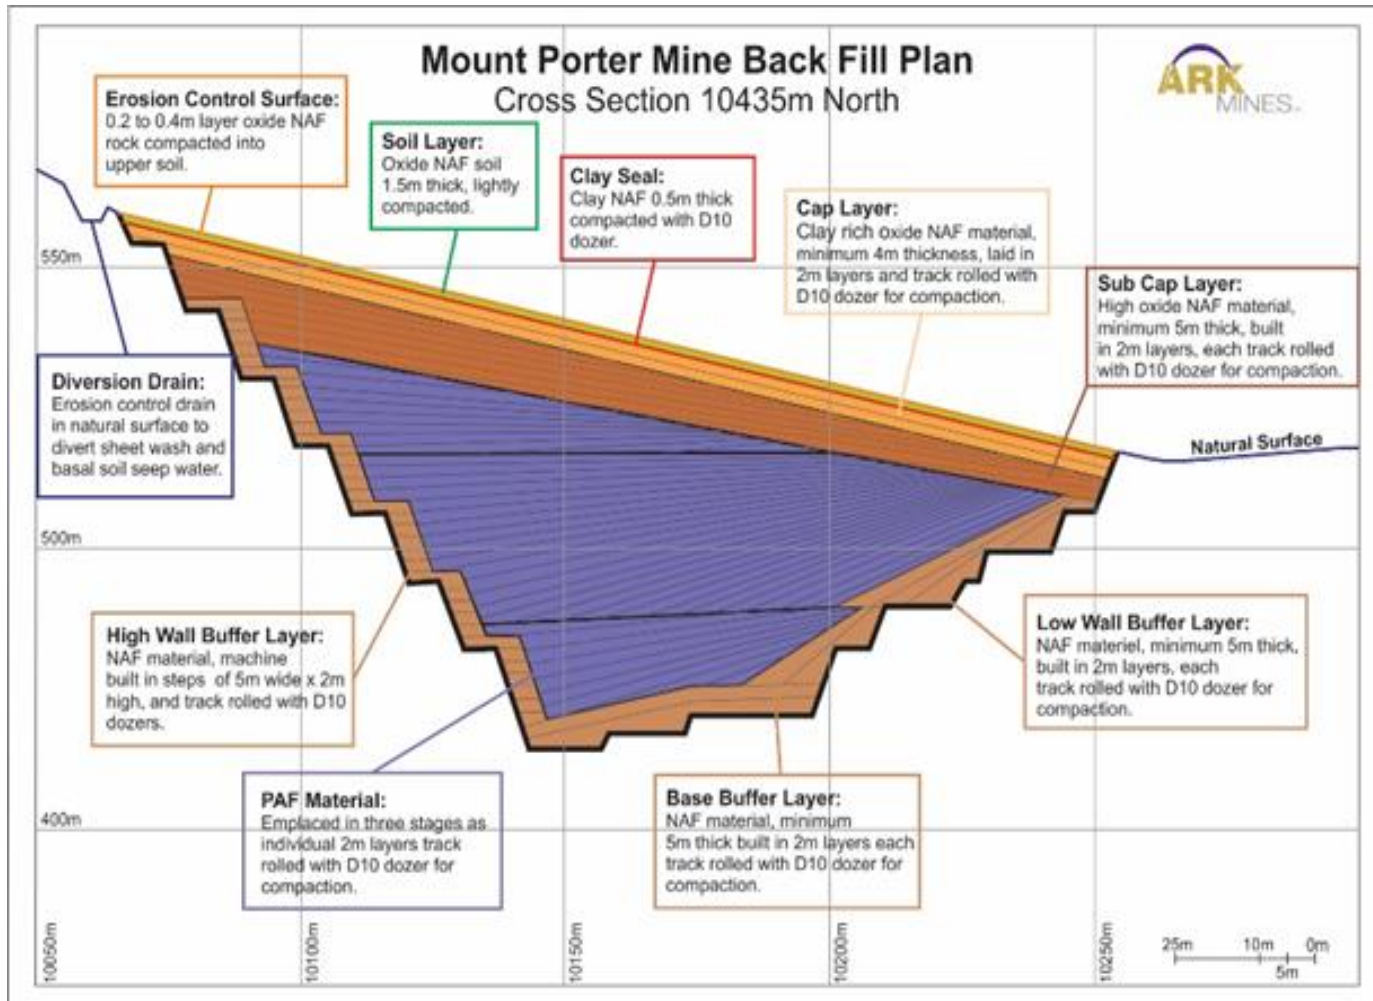 Mount Porter Mine Back Fill Plan
Cross Section 10435m North
ARK
MINES
Erosion Control Surface:
0.2 to 0.4m layer oxide NAF
rock compacted into
upper soil.
Soil Layer:
Oxide NAF soil
1.5m thick, lightly
compacted.
Clay Seal:
Clay NAF 0.5m thick
compacted with D10
dozer.
Cap Layer:
Clay rich oxide NAF material,
minimum 4m thickness, laid in
2m layers and track rolled with
D10 dozer for compaction.
Sub Cap Layer:
High oxide NAF material,
minimum 5m thick, built
in 2m layers, each track rolled
with D10 dozer for compaction.
550m
Diversion Drain:
Erosion control drain
in natural surface to
divert sheet wash and
basal soil seep water.
Natural Surface
500m
High Wall Buffer Layer:
NAF material, machine
built in steps of 5m wide x 2m
high, and track rolled with D10
dozers.
Low Wall Buffer Layer:
NAF materiel, minimum 5m thick,
built in 2m layers, each
track rolled with D10 dozer for
compaction.
PAF Material:
Emplaced in three stages as
individual 2m layers track
rolled with D10 dozer for
compaction.
Base Buffer Layer:
NAF material, minimum
5m thick built in 2m layers each
track rolled with D10 dozer for
compaction.
400m
10050m
10100m
10150m
10200m
10250m
25m 10m 0m
5m